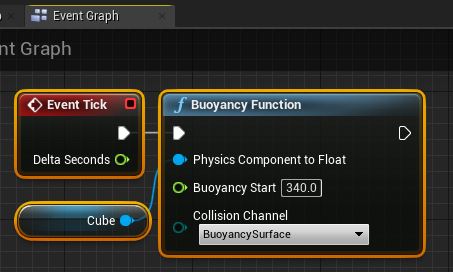 Event Graph
nt Graph
Event Tick
Delta Seconds
Cube
f Buoyancy Function
Physics Component to Float
Buoyancy Start 340.0
Collision Channel
BuoyancySurface